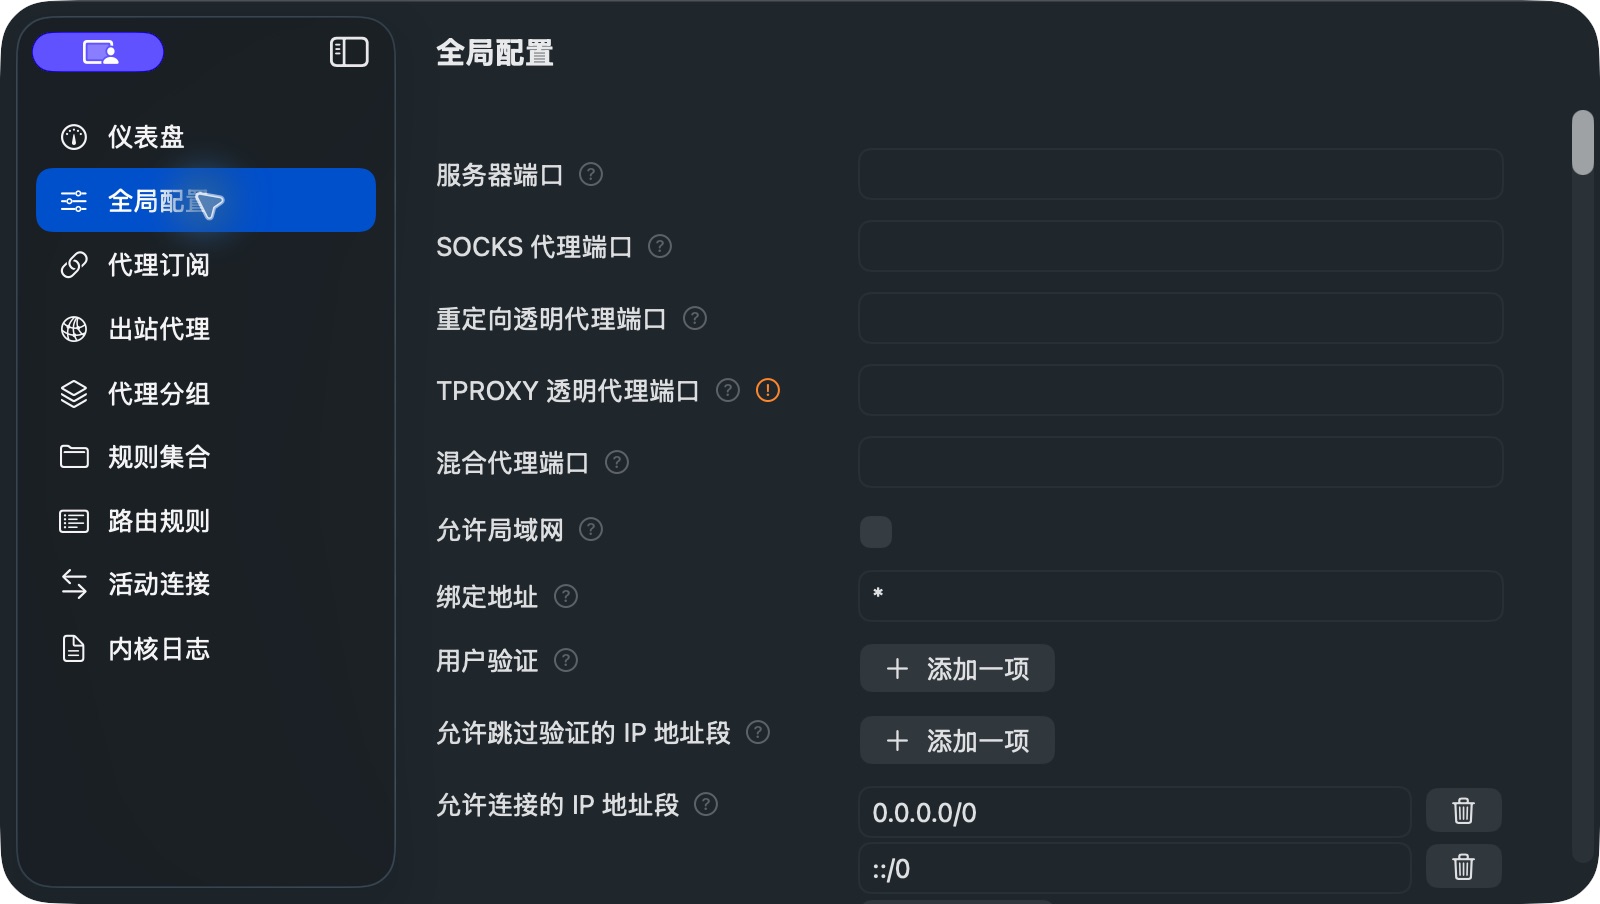 全局配置
仪表盘
全局配置
代理订阅
出站代理
代理分组
规则集合
路由规则
活动连接
内核日志
服务器端口
SOCKS 代理端口
重定向透明代理端口
TPROXY 透明代理端口
混合代理端口
允许局域网
绑定地址
*
用户验证
添加一项
允许跳过验证的 IP 地址段
添加一项
允许连接的 IP 地址段
0.0.0.0/0
::/0